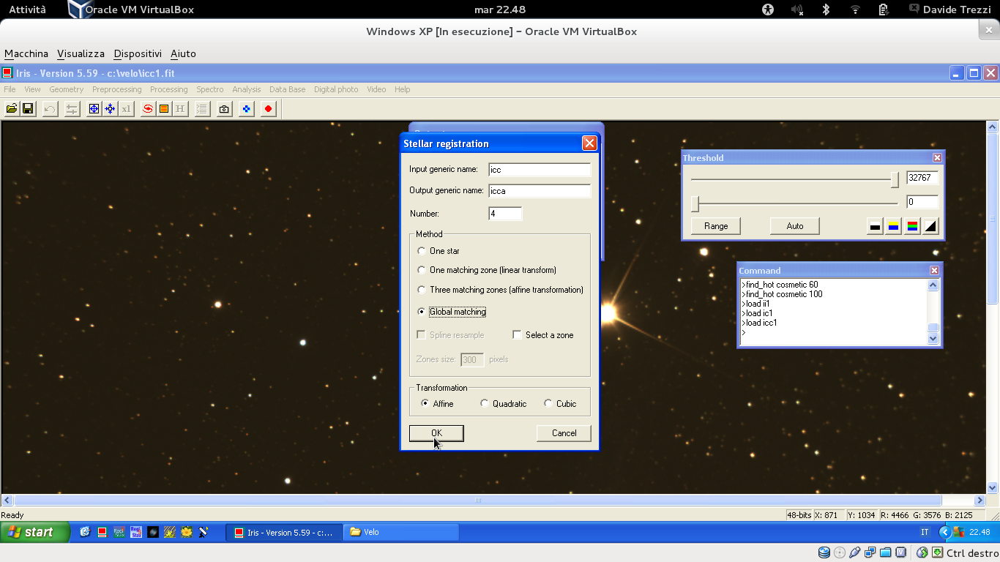 Attività Oracle VM VirtualBox mar 22.48 Davide Trezzi
Windows XP [In esecuzione] – Oracle VM VirtualBox
Macchina Visualizza Dispositivi Aiuto
Iris - Version 5.59 - c:\velo\icc1.fit
File View Geometry Preprocessing Processing Spectro Analysis Data Base Digital photo Video Help
x1 H
Stellar registration
Input generic name: icc
Output generic name: icca
Number: 4
Method
One star
One matching zone (linear transform)
Three matching zones (affine transformation)
Global matching
Spline resample Select a zone
Zones size: 300 pixels
Transformation
Affine Quadratic Cubic
OK Cancel
Threshold
32767
0
Range Auto
Command
>find_hot cosmetic 60
>find_hot cosmetic 100
>load ii1
>load ic1
>load icc1
>
Ready 48-bits X: 871 Y: 1034 R: 4466 G: 3576 B: 2125
start Iris - Version 5.59 - c:... Velo IT 22.48
Ctrl destro